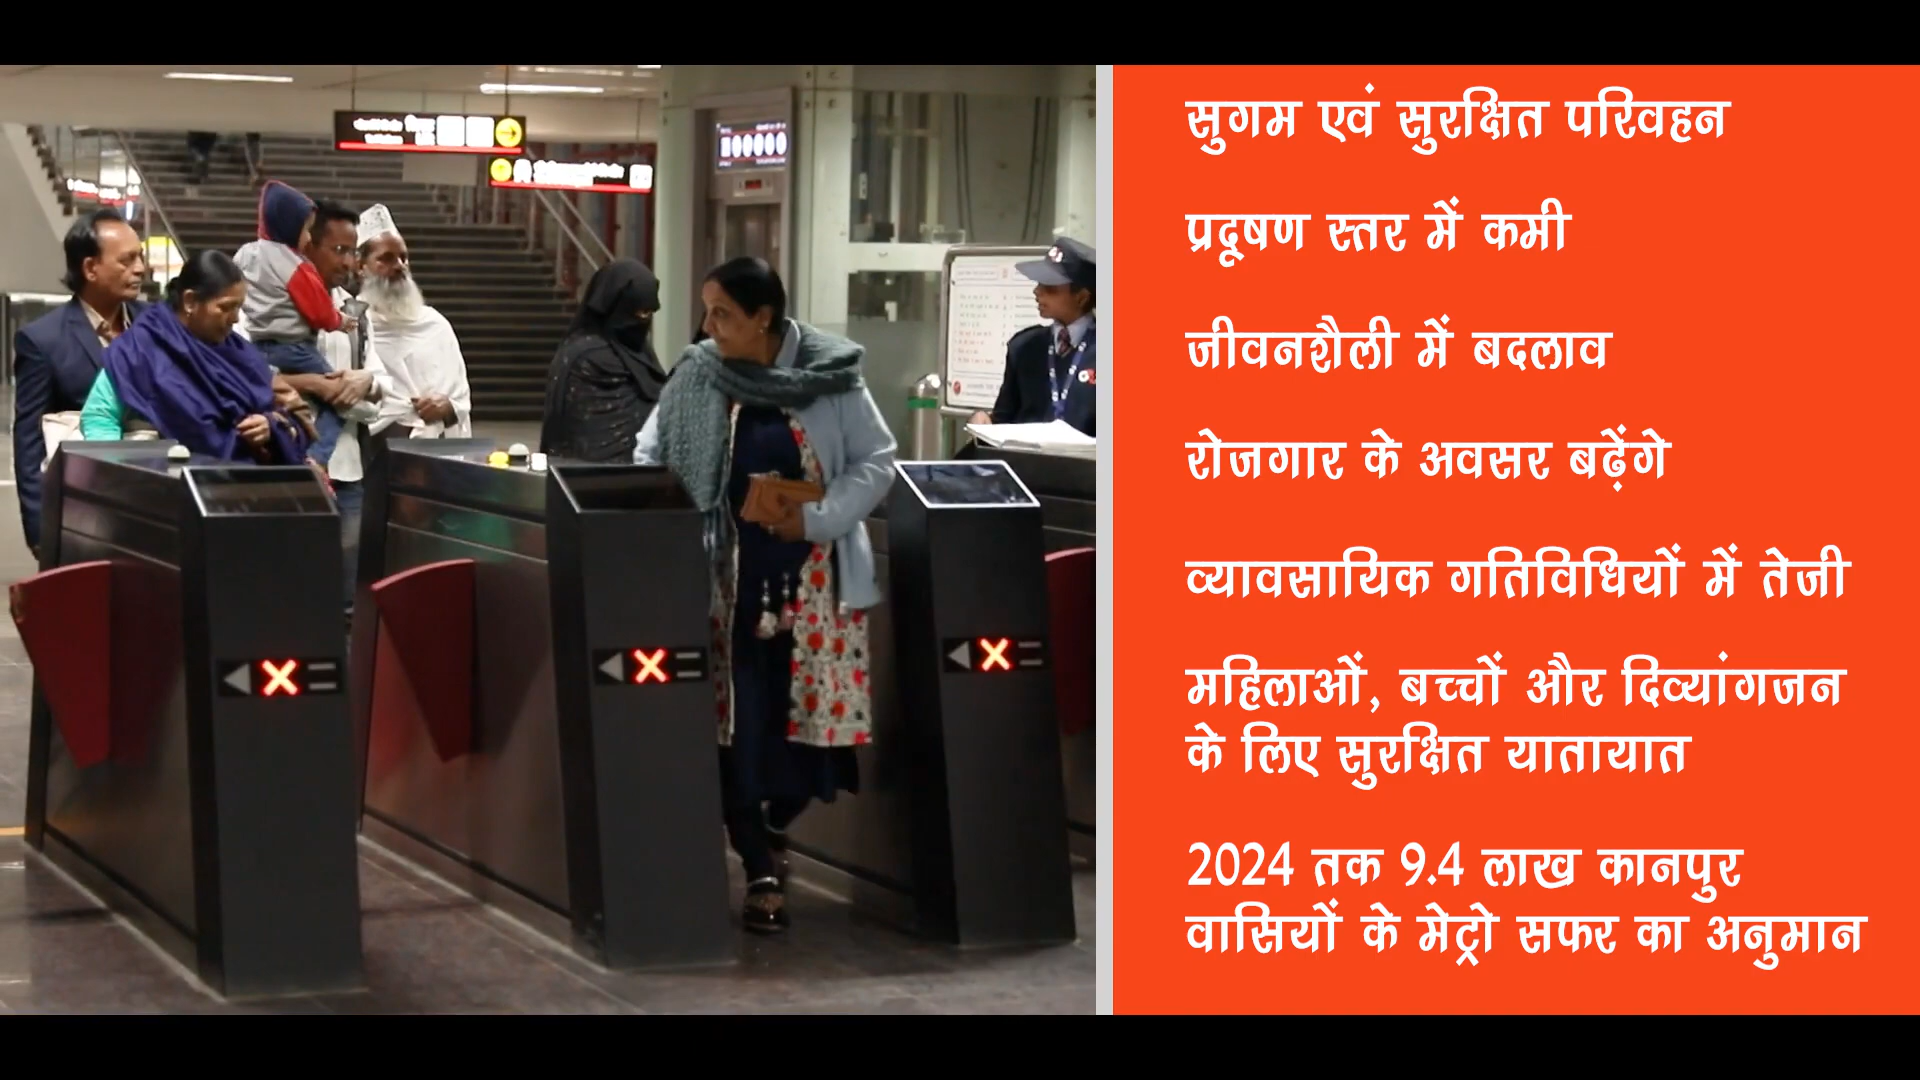 सुगम एवं सुरक्षित परिवहन
प्रदूषण स्तर में कमी
जीवनशैली में बदलाव
रोजगार के अवसर बढ़ेंगे
व्यावसायिक गतिविधियों में तेजी
महिलाओं, बच्चों और दिव्यांगजन
के लिए सुरक्षित यातायात
2024 तक 9.4 लाख कानपुर
वासियों के मेट्रो सफर का अनुमान